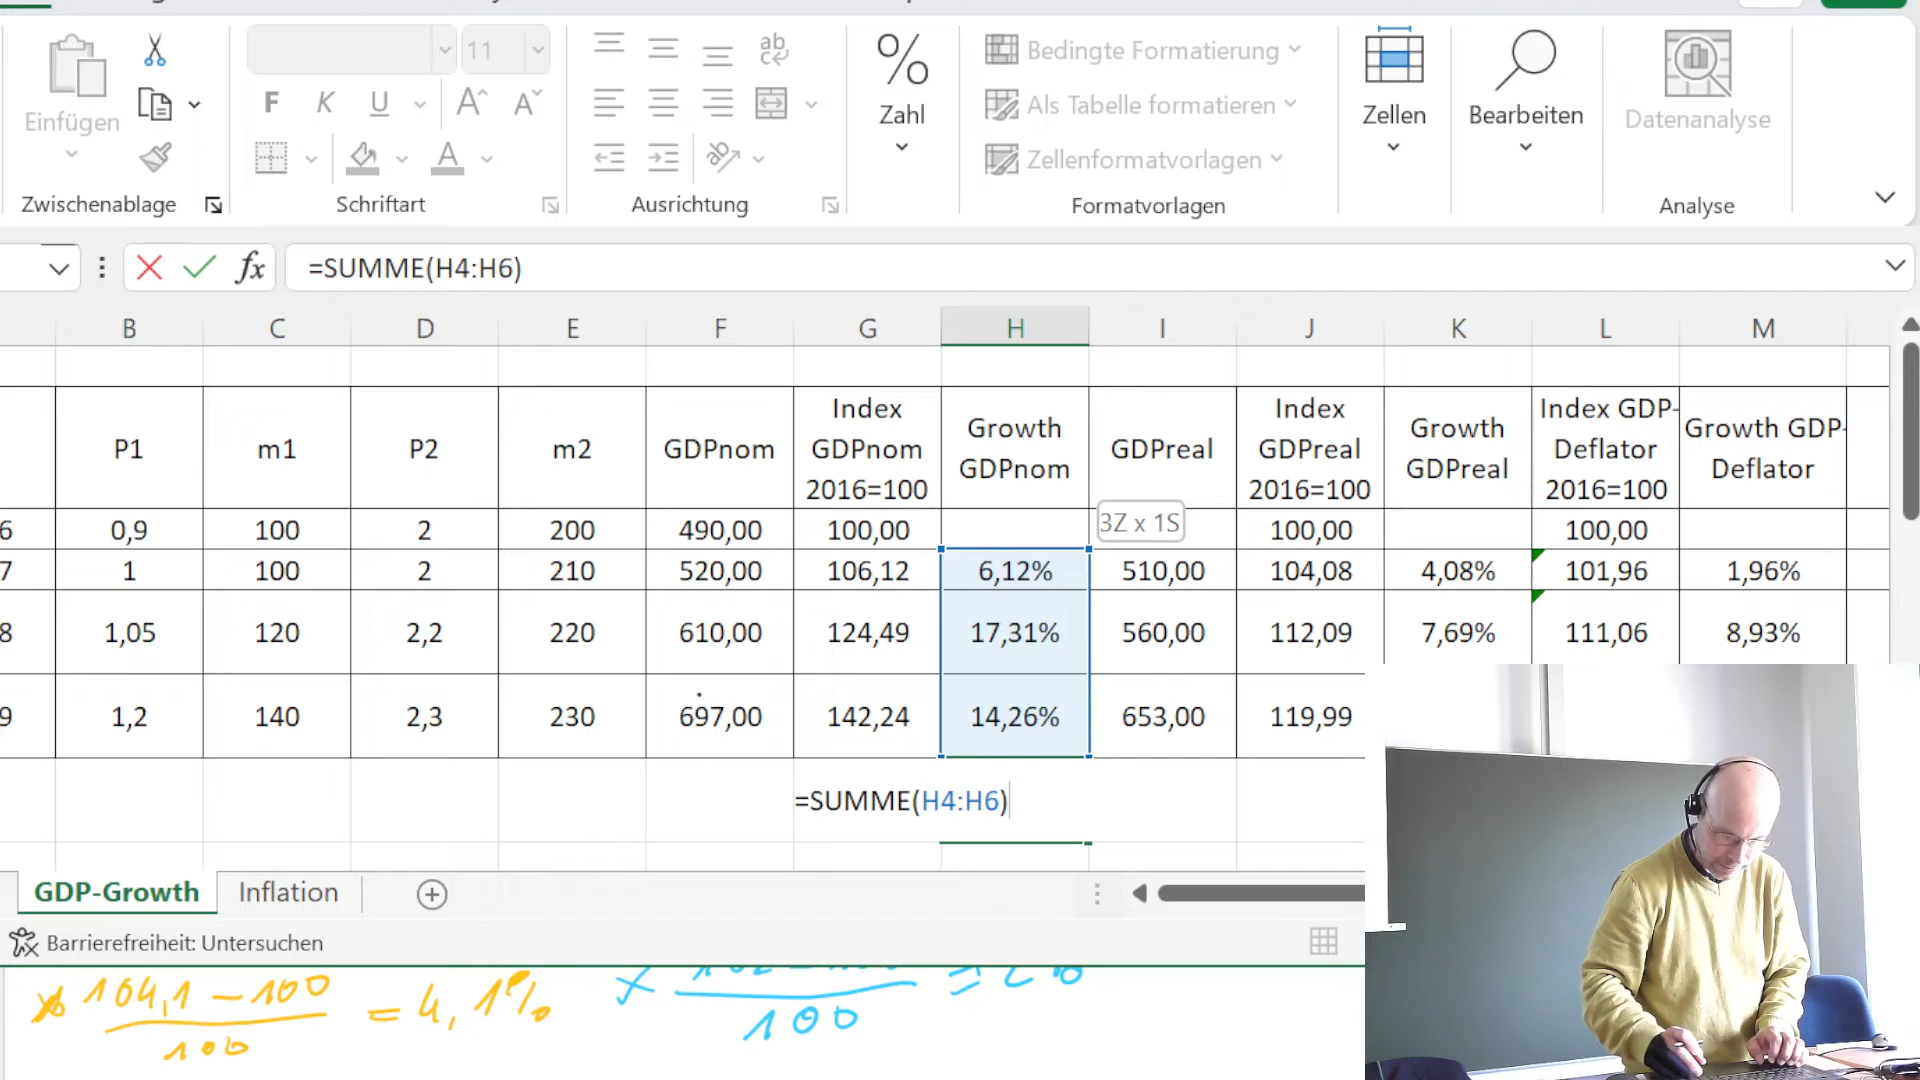 11
ab
Einfügen
F K U A A
A
Zahl
Bedingte Formatierung
Als Tabelle formatieren
Zellenformatvorlagen
Zellen
Bearbeiten
Datenanalyse
Zwischenablage
Schriftart
Ausrichtung
Formatvorlagen
Analyse
fx =SUMME(H4:H6)
B C D E F G H I J K L M
P1 m1 P2 m2 GDPnom Index GDPnom 2016=100 Growth GDPnom GDPreal Index GDPreal 2016=100 Growth GDPreal Index GDP-Deflator 2016=100 Growth GDP-Deflator
3Z x 1S
6 0,9 100 2 200 490,00 100,00 100,00 100,00
7 1 100 2 210 520,00 106,12 6,12% 510,00 104,08 4,08% 101,96 1,96%
8 1,05 120 2,2 220 610,00 124,49 17,31% 560,00 112,09 7,69% 111,06 8,93%
9 1,2 140 2,3 230 697,00 142,24 14,26% 653,00 119,99
=SUMME(H4:H6)
GDP-Growth Inflation
Barrierefreiheit: Untersuchen
104,1 - 100
100
= 4,1%
100